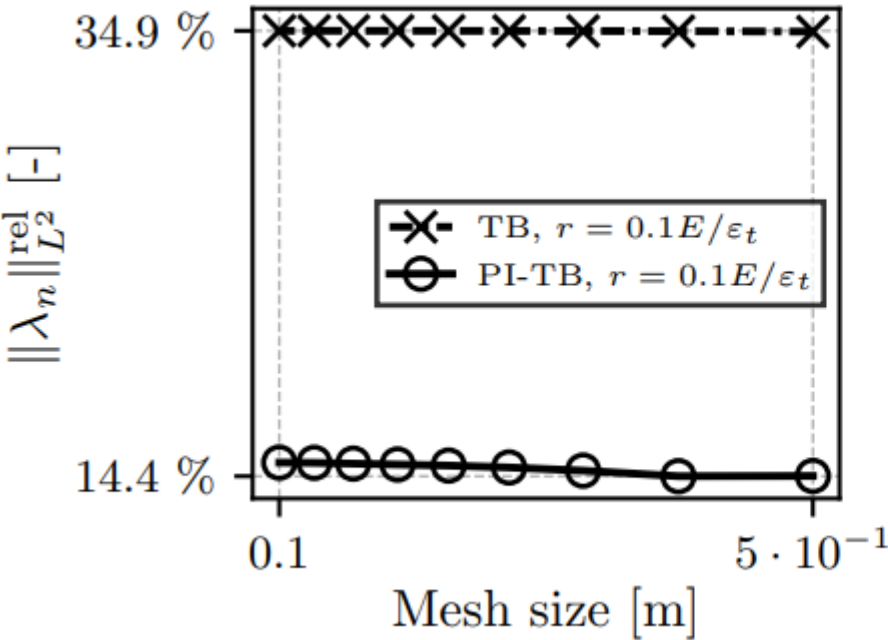 34.9 %
‖λₙ‖ʳᵉˡ_L² [-]
TB, r = 0.1E/εₜ
PI-TB, r = 0.1E/εₜ
14.4 %
0.1
5 · 10⁻¹
Mesh size [m]